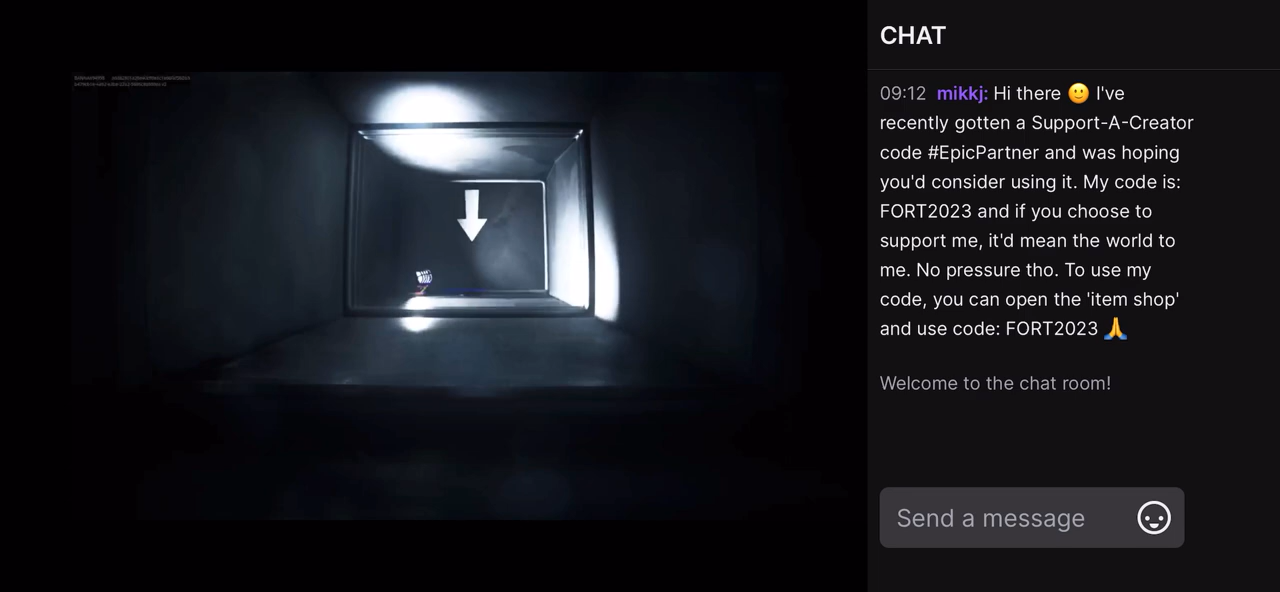 CHAT
09:12 mikkj: Hi there 🙂 I've
recently gotten a Support-A-Creator
code #EpicPartner and was hoping
you'd consider using it. My code is:
FORT2023 and if you choose to
support me, it'd mean the world to
me. No pressure tho. To use my
code, you can open the 'item shop'
and use code: FORT2023 🙏
Welcome to the chat room!
Send a message